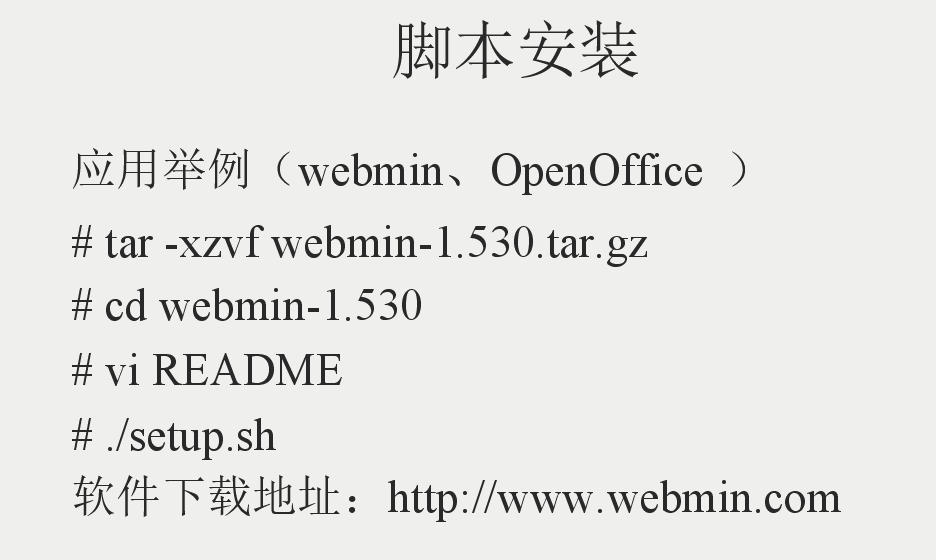 脚本安装
应用举例（webmin、OpenOffice ）
# tar -xzvf webmin-1.530.tar.gz
# cd webmin-1.530
# vi README
# ./setup.sh
软件下载地址：http://www.webmin.com